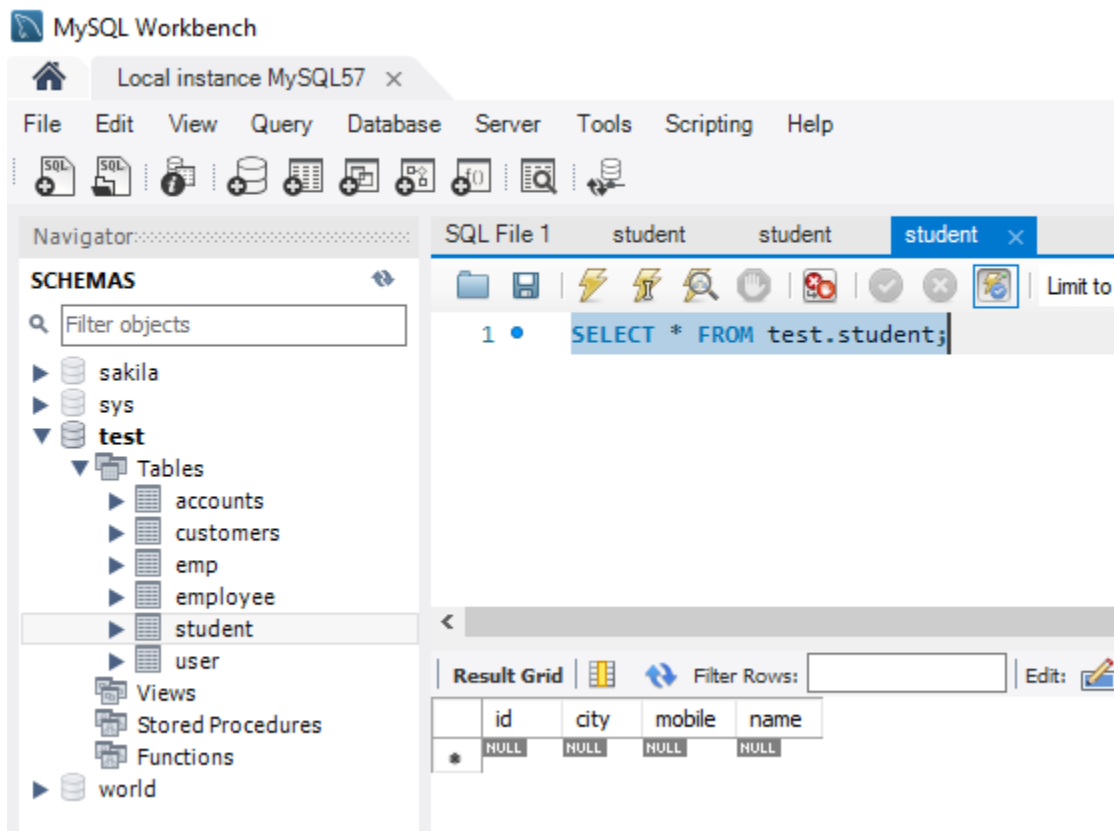 MySQL Workbench
Local instance MySQL57 ×
File Edit View Query Database Server Tools Scripting Help
SQL SQL i f()
Navigator
SCHEMAS
Filter objects
sakila
sys
test
Tables
accounts
customers
emp
employee
student
user
Views
Stored Procedures
Functions
world
SQL File 1 student student student ×
Limit to
1 SELECT * FROM test.student;
Result Grid Filter Rows: Edit:
id city mobile name
* NULL NULL NULL NULL